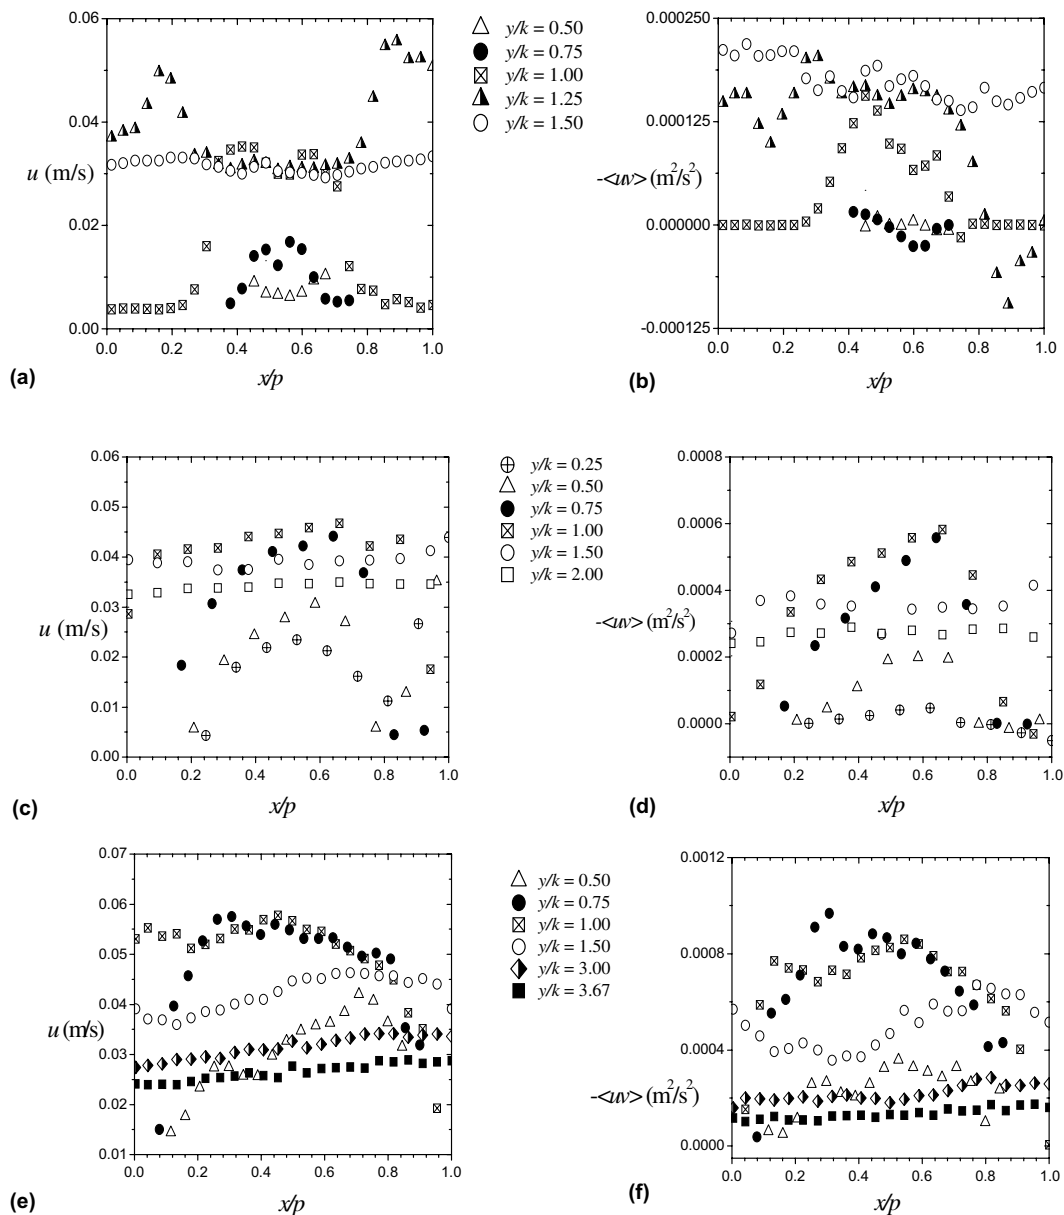 0.06
0.04
0.02
0.00
u (m/s)
0.0 0.2 0.4 0.6 0.8 1.0
x/p
(a)
y/k = 0.50
y/k = 0.75
y/k = 1.00
y/k = 1.25
y/k = 1.50
0.000250
0.000125
0.000000
-0.000125
-<uv> (m²/s²)
0.0 0.2 0.4 0.6 0.8 1.0
x/p
(b)
0.06
0.05
0.04
0.03
0.02
0.01
0.00
u (m/s)
0.0 0.2 0.4 0.6 0.8 1.0
x/p
(c)
y/k = 0.25
y/k = 0.50
y/k = 0.75
y/k = 1.00
y/k = 1.50
y/k = 2.00
0.0008
0.0006
0.0004
0.0002
0.0000
-<uv> (m²/s²)
0.0 0.2 0.4 0.6 0.8 1.0
x/p
(d)
0.07
0.06
0.05
0.04
0.03
0.02
0.01
u (m/s)
0.0 0.2 0.4 0.6 0.8 1.0
x/p
(e)
y/k = 0.50
y/k = 0.75
y/k = 1.00
y/k = 1.50
y/k = 3.00
y/k = 3.67
0.0012
0.0008
0.0004
0.0000
-<uv> (m²/s²)
0.0 0.2 0.4 0.6 0.8 1.0
x/p
(f)